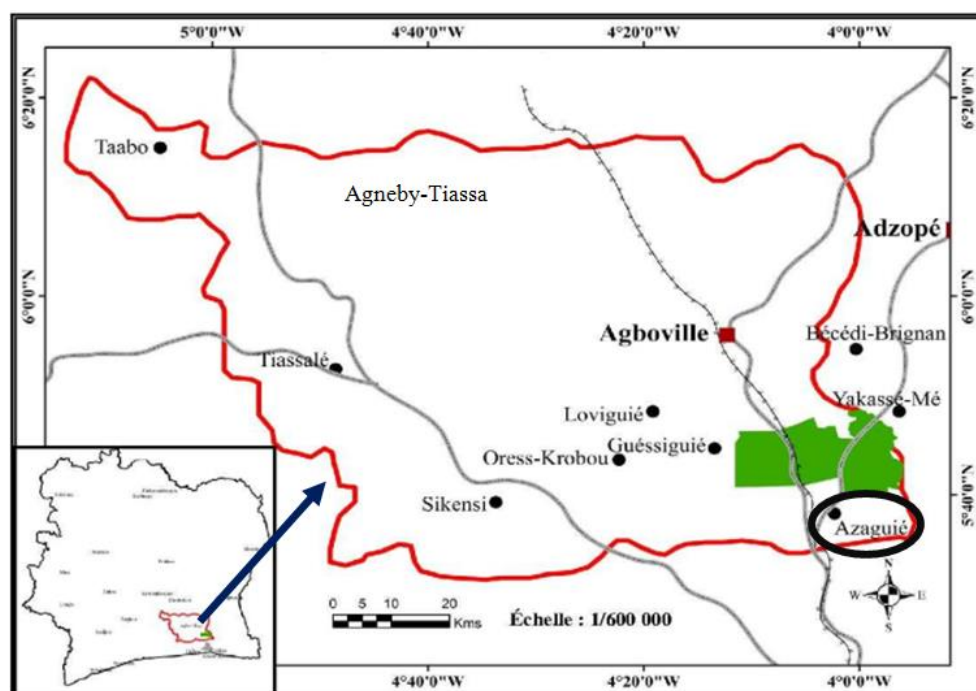 5°0'0"W
4°40'0"W
4°20'0"W
4°0'0"W
6°20'0"N
6°20'0"N
Taabo
Agneby-Tiassa
Adzopé
6°0'0"N
6°0'0"N
Agboville
Bécédi-Brignan
Tiassalé
Yakassé-Mé
Loviguié
Guéssiguié
Oress-Krobou
Sikensi
5°40'0"N
Azaguié
N
W
E
S
0 5 10 20
Kms
Échelle : 1/600 000
4°40'0"W
4°20'0"W
4°0'0"W